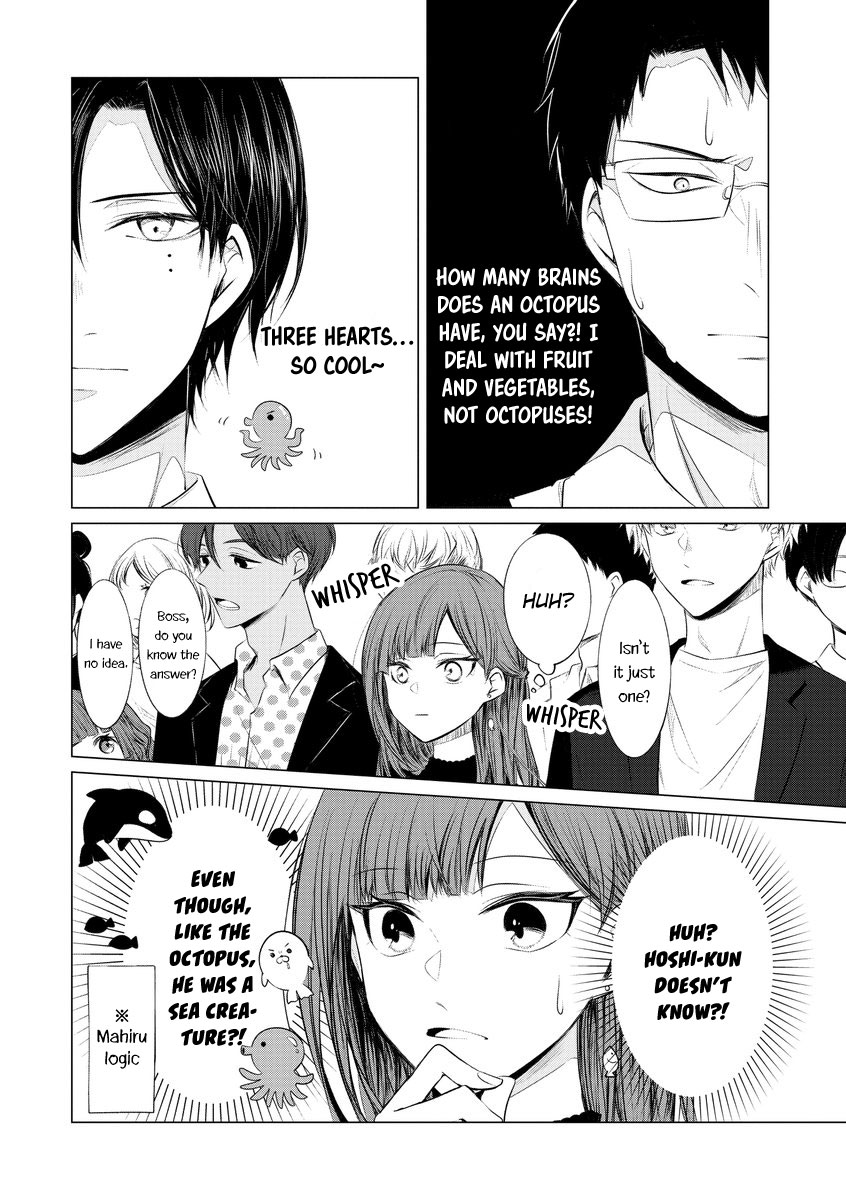 HOW MANY BRAINS
DOES AN OCTOPUS
HAVE, YOU SAY?! I
DEAL WITH FRUIT
AND VEGETABLES,
NOT OCTOPUSES!
THREE HEARTS...
SO COOL~
Isn't
it just
one?
WHISPER
HUH?
WHISPER
Boss,
do you
know the
answer?
I have
no idea.
HUH?
HOSHI-KUN
DOESN'T
KNOW?!
EVEN
THOUGH,
LIKE THE
OCTOPUS,
HE WAS A
SEA CREA-
TURE?!
※
Mahiru
logic